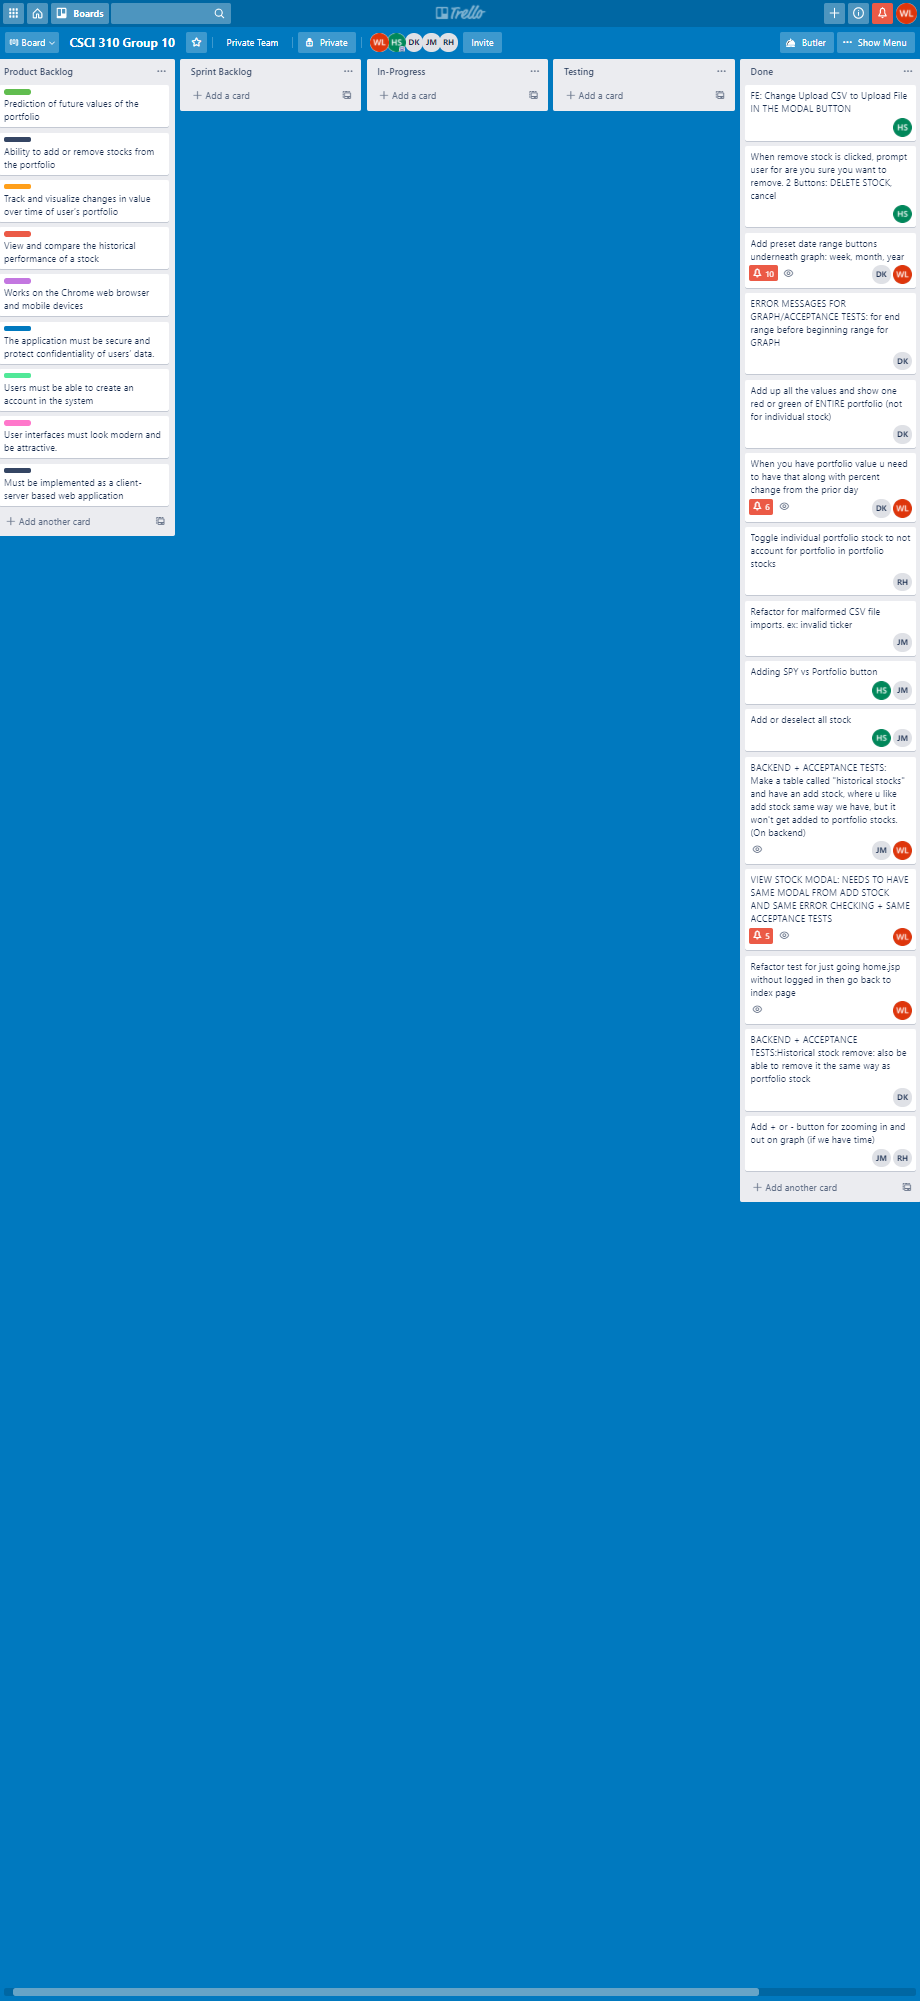 Boards
Trello
WL
Board
CSCI 310 Group 10
Private Team
Private
WL HS DK JM RH
Invite
Butler
Show Menu
Product Backlog
Prediction of future values of the
portfolio
Ability to add or remove stocks from
the portfolio
Track and visualize changes in value
over time of user's portfolio
View and compare the historical
performance of a stock
Works on the Chrome web browser
and mobile devices
The application must be secure and
protect confidentiality of users' data.
Users must be able to create an
account in the system
User interfaces must look modern and
be attractive.
Must be implemented as a client-
server based web application
+ Add another card
Sprint Backlog
+ Add a card
In-Progress
+ Add a card
Testing
+ Add a card
Done
FE: Change Upload CSV to Upload File
IN THE MODAL BUTTON
HS
When remove stock is clicked, prompt
user for are you sure you want to
remove. 2 Buttons: DELETE STOCK,
cancel
HS
Add preset date range buttons
underneath graph: week, month, year
10
DK WL
ERROR MESSAGES FOR
GRAPH/ACCEPTANCE TESTS: for end
range before beginning range for
GRAPH
DK
Add up all the values and show one
red or green of ENTIRE portfolio (not
for individual stock)
DK
When you have portfolio value u need
to have that along with percent
change from the prior day
6
DK WL
Toggle individual portfolio stock to not
account for portfolio in portfolio
stocks
RH
Refactor for malformed CSV file
imports. ex: invalid ticker
JM
Adding SPY vs Portfolio button
HS JM
Add or deselect all stock
HS JM
BACKEND + ACCEPTANCE TESTS:
Make a table called "historical stocks"
and have an add stock, where u like
add stock same way we have, but it
won't get added to portfolio stocks.
(On backend)
JM WL
VIEW STOCK MODAL: NEEDS TO HAVE
SAME MODAL FROM ADD STOCK
AND SAME ERROR CHECKING + SAME
ACCEPTANCE TESTS
5
WL
Refactor test for just going home.jsp
without logged in then go back to
index page
WL
BACKEND + ACCEPTANCE
TESTS:Historical stock remove: also be
able to remove it the same way as
portfolio stock
DK
Add + or - button for zooming in and
out on graph (if we have time)
JM RH
+ Add another card